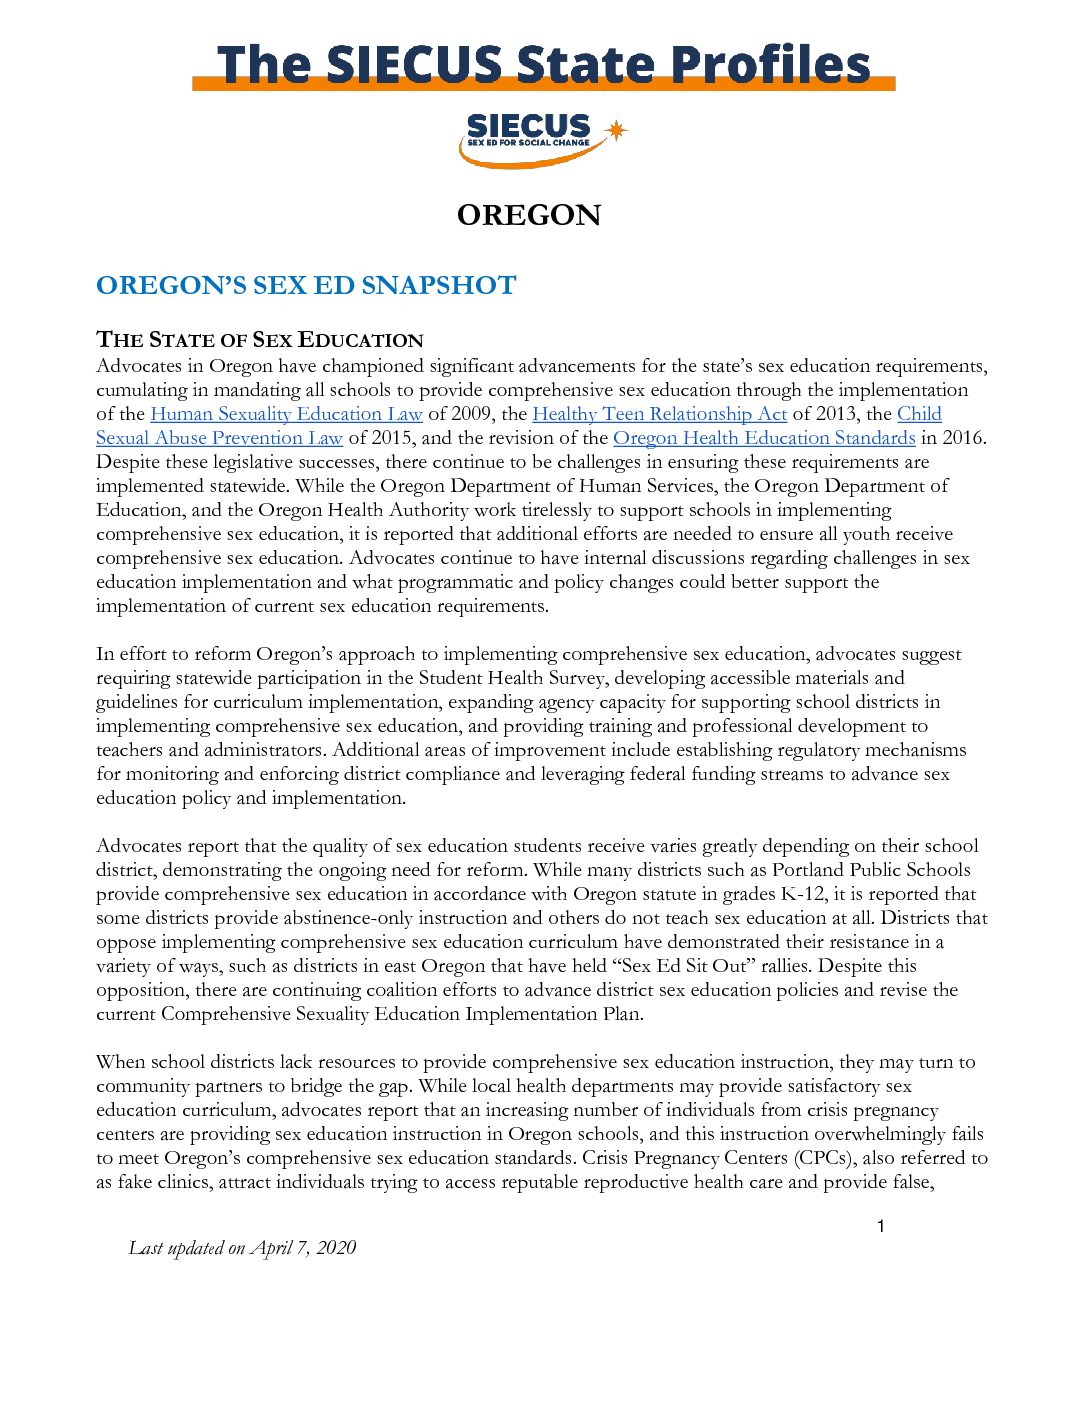 The SIECUS State Profiles
SIECUS
SEX ED FOR SOCIAL CHANGE
OREGON
OREGON’S SEX ED SNAPSHOT
THE STATE OF SEX EDUCATION
Advocates in Oregon have championed significant advancements for the state’s sex education requirements,
cumulating in mandating all schools to provide comprehensive sex education through the implementation
of the Human Sexuality Education Law of 2009, the Healthy Teen Relationship Act of 2013, the Child
Sexual Abuse Prevention Law of 2015, and the revision of the Oregon Health Education Standards in 2016.
Despite these legislative successes, there continue to be challenges in ensuring these requirements are
implemented statewide. While the Oregon Department of Human Services, the Oregon Department of
Education, and the Oregon Health Authority work tirelessly to support schools in implementing
comprehensive sex education, it is reported that additional efforts are needed to ensure all youth receive
comprehensive sex education. Advocates continue to have internal discussions regarding challenges in sex
education implementation and what programmatic and policy changes could better support the
implementation of current sex education requirements.
In effort to reform Oregon’s approach to implementing comprehensive sex education, advocates suggest
requiring statewide participation in the Student Health Survey, developing accessible materials and
guidelines for curriculum implementation, expanding agency capacity for supporting school districts in
implementing comprehensive sex education, and providing training and professional development to
teachers and administrators. Additional areas of improvement include establishing regulatory mechanisms
for monitoring and enforcing district compliance and leveraging federal funding streams to advance sex
education policy and implementation.
Advocates report that the quality of sex education students receive varies greatly depending on their school
district, demonstrating the ongoing need for reform. While many districts such as Portland Public Schools
provide comprehensive sex education in accordance with Oregon statute in grades K-12, it is reported that
some districts provide abstinence-only instruction and others do not teach sex education at all. Districts that
oppose implementing comprehensive sex education curriculum have demonstrated their resistance in a
variety of ways, such as districts in east Oregon that have held “Sex Ed Sit Out” rallies. Despite this
opposition, there are continuing coalition efforts to advance district sex education policies and revise the
current Comprehensive Sexuality Education Implementation Plan.
When school districts lack resources to provide comprehensive sex education instruction, they may turn to
community partners to bridge the gap. While local health departments may provide satisfactory sex
education curriculum, advocates report that an increasing number of individuals from crisis pregnancy
centers are providing sex education instruction in Oregon schools, and this instruction overwhelmingly fails
to meet Oregon’s comprehensive sex education standards. Crisis Pregnancy Centers (CPCs), also referred to
as fake clinics, attract individuals trying to access reputable reproductive health care and provide false,
1
Last updated on April 7, 2020